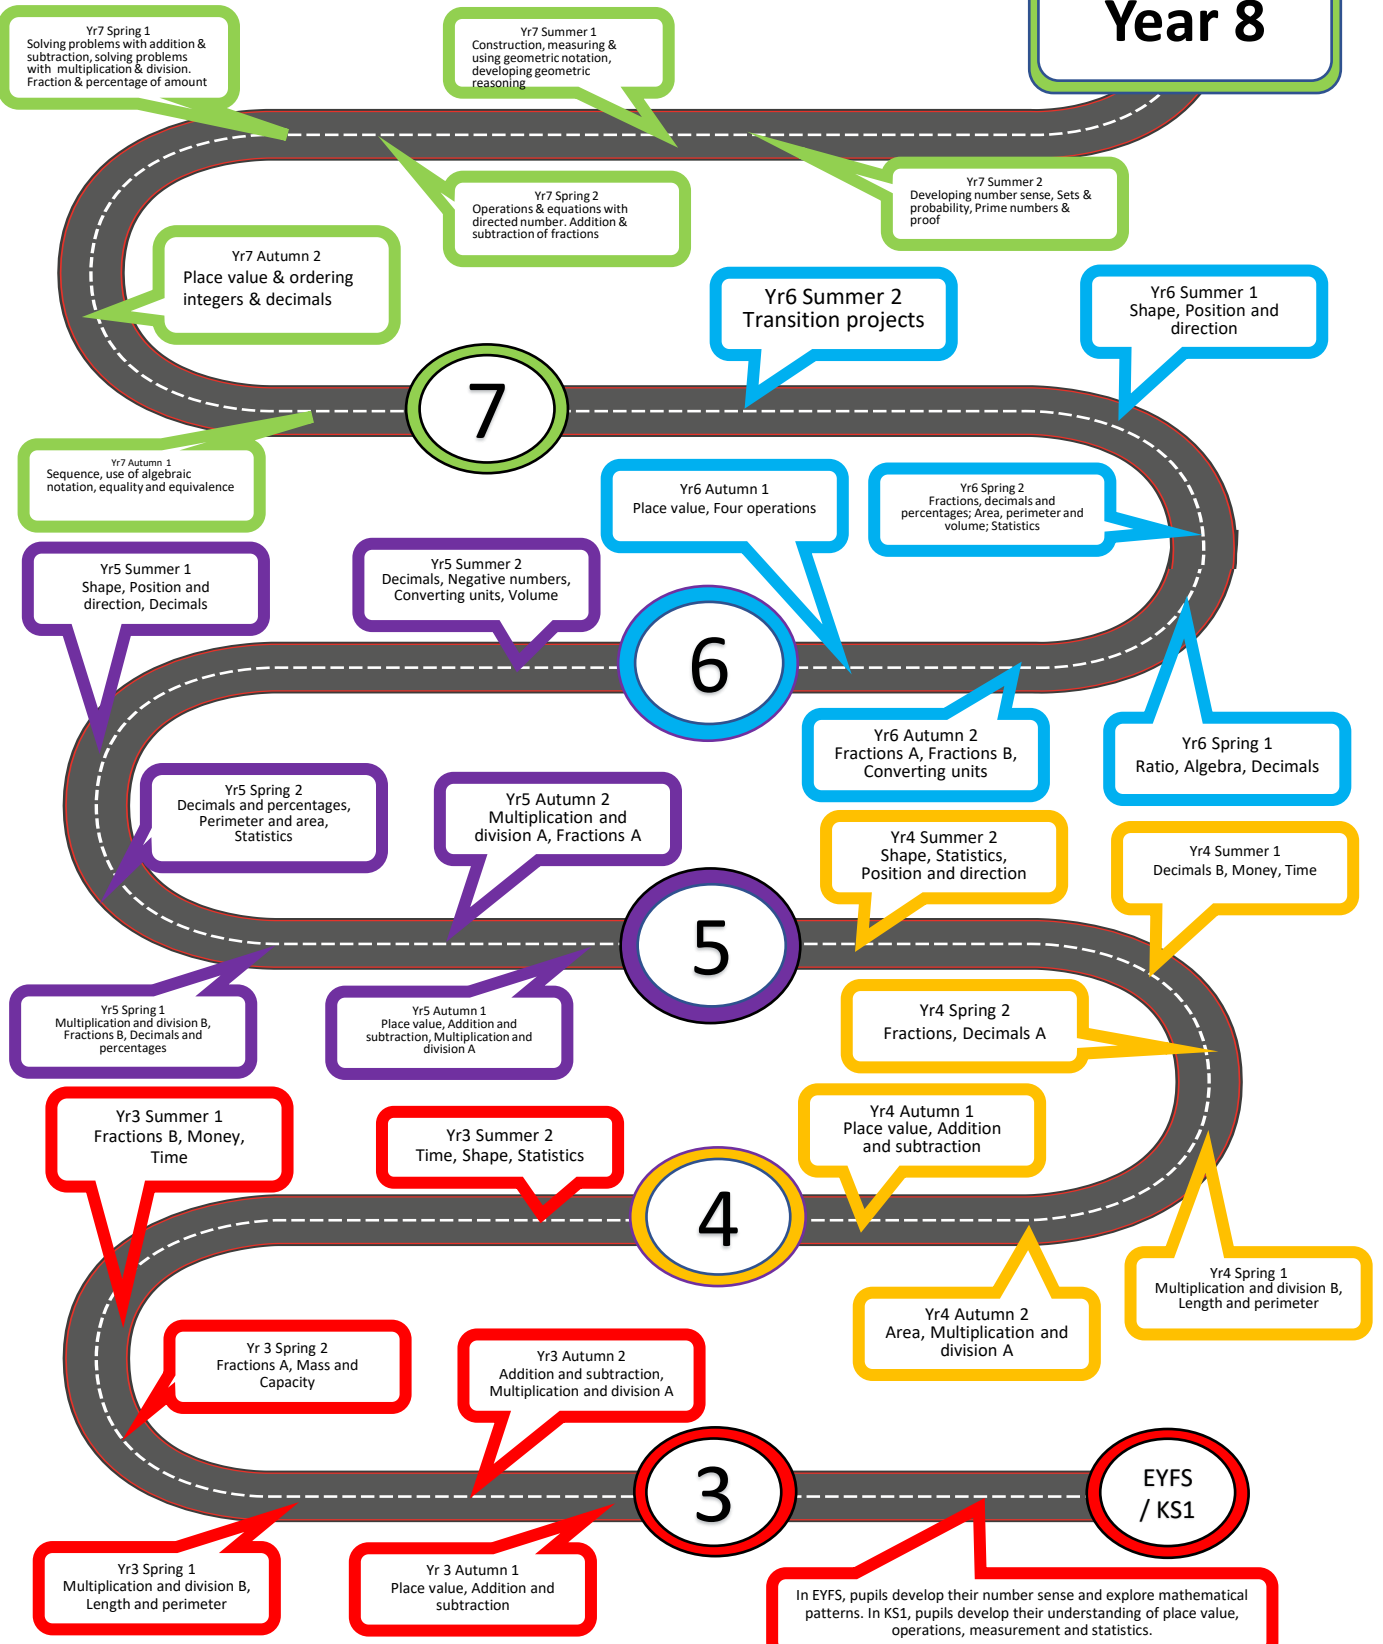 Year 8
Yr7 Spring 1
Solving problems with addition &
subtraction, solving problems
with multiplication & division.
Fraction & percentage of amount
Yr7 Summer 1
Construction, measuring &
using geometric notation,
developing geometric
reasoning
Yr7 Spring 2
Operations & equations with
directed number. Addition &
subtraction of fractions
Yr7 Summer 2
Developing number sense, Sets &
probability, Prime numbers &
proof
Yr7 Autumn 2
Place value & ordering
integers & decimals
Yr6 Summer 2
Transition projects
Yr6 Summer 1
Shape, Position and
direction
7
Yr7 Autumn 1
Sequence, use of algebraic
notation, equality and equivalence
Yr6 Autumn 1
Place value, Four operations
Yr6 Spring 2
Fractions, decimals and
percentages; Area, perimeter and
volume; Statistics
Yr5 Summer 1
Shape, Position and
direction, Decimals
Yr5 Summer 2
Decimals, Negative numbers,
Converting units, Volume
6
Yr6 Autumn 2
Fractions A, Fractions B,
Converting units
Yr6 Spring 1
Ratio, Algebra, Decimals
Yr5 Spring 2
Decimals and percentages,
Perimeter and area,
Statistics
Yr5 Autumn 2
Multiplication and
division A, Fractions A
Yr4 Summer 2
Shape, Statistics,
Position and direction
Yr4 Summer 1
Decimals B, Money, Time
5
Yr5 Spring 1
Multiplication and division B,
Fractions B, Decimals and
percentages
Yr5 Autumn 1
Place value, Addition and
subtraction, Multiplication and
division A
Yr4 Spring 2
Fractions, Decimals A
Yr3 Summer 1
Fractions B, Money,
Time
Yr3 Summer 2
Time, Shape, Statistics
Yr4 Autumn 1
Place value, Addition
and subtraction
4
Yr4 Autumn 2
Area, Multiplication and
division A
Yr4 Spring 1
Multiplication and division B,
Length and perimeter
Yr 3 Spring 2
Fractions A, Mass and
Capacity
Yr3 Autumn 2
Addition and subtraction,
Multiplication and division A
3
EYFS
/ KS1
Yr3 Spring 1
Multiplication and division B,
Length and perimeter
Yr 3 Autumn 1
Place value, Addition and
subtraction
In EYFS, pupils develop their number sense and explore mathematical
patterns. In KS1, pupils develop their understanding of place value,
operations, measurement and statistics.